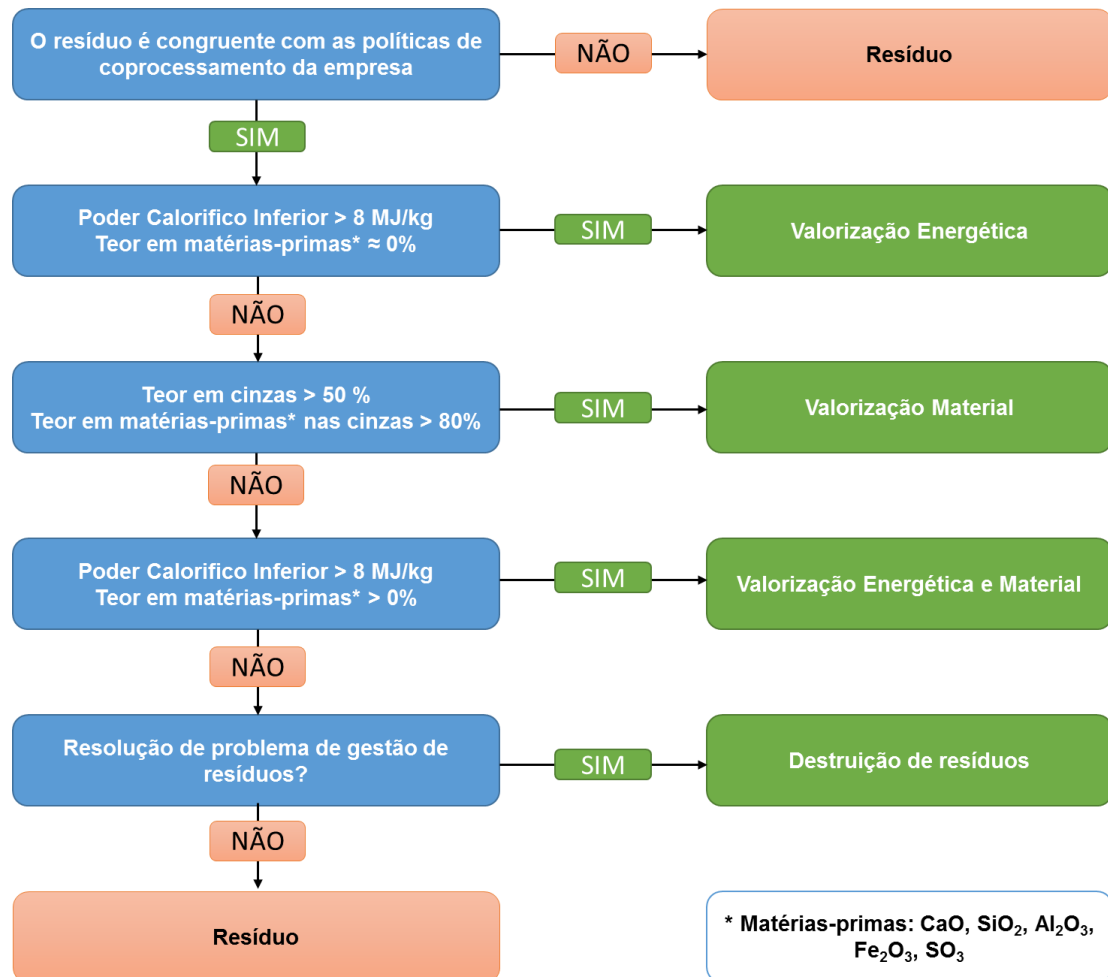 O resíduo é congruente com as políticas de
coprocessamento da empresa
NÃO
Resíduo
SIM
Poder Calorifico Inferior > 8 MJ/kg
Teor em matérias-primas* ≈ 0%
SIM
Valorização Energética
NÃO
Teor em cinzas > 50 %
Teor em matérias-primas* nas cinzas > 80%
SIM
Valorização Material
NÃO
Poder Calorifico Inferior > 8 MJ/kg
Teor em matérias-primas* > 0%
SIM
Valorização Energética e Material
NÃO
Resolução de problema de gestão de
resíduos?
SIM
Destruição de resíduos
NÃO
Resíduo
* Matérias-primas: CaO, SiO₂, Al₂O₃,
Fe₂O₃, SO₃